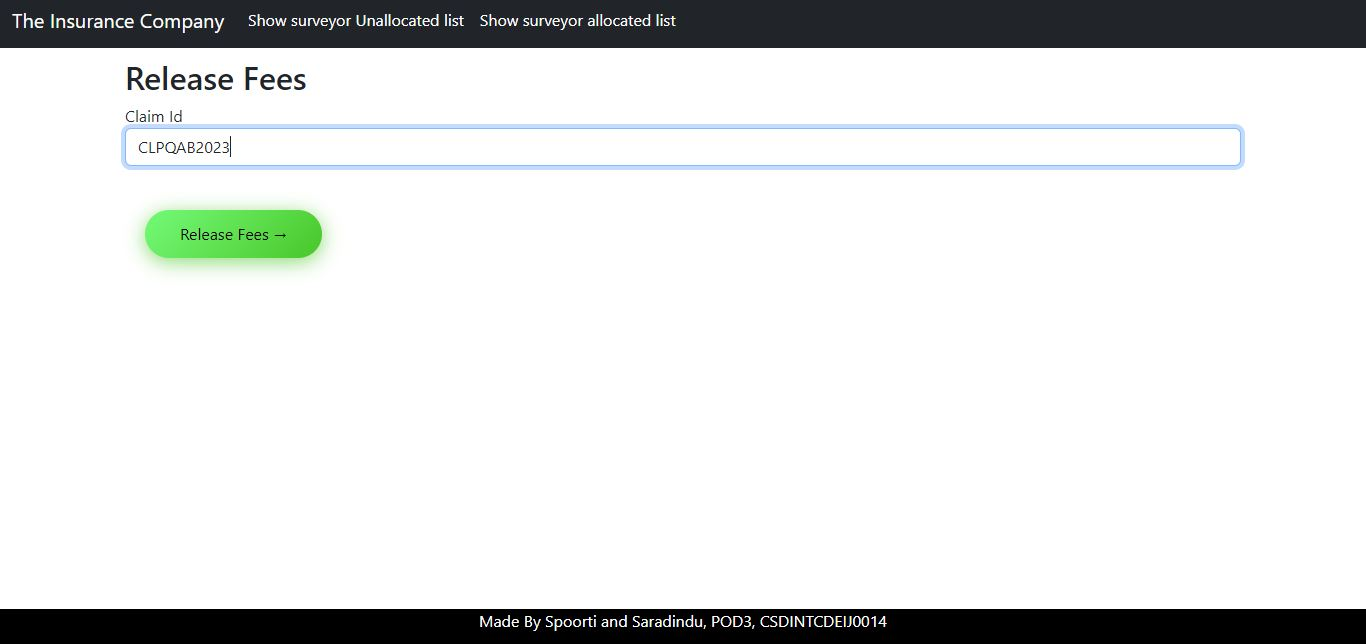 The Insurance Company Show surveyor Unallocated list Show surveyor allocated list
Release Fees
Claim Id
CLPQAB2023
Release Fees →
Made By Spoorti and Saradindu, POD3, CSDINTCDEIJ0014